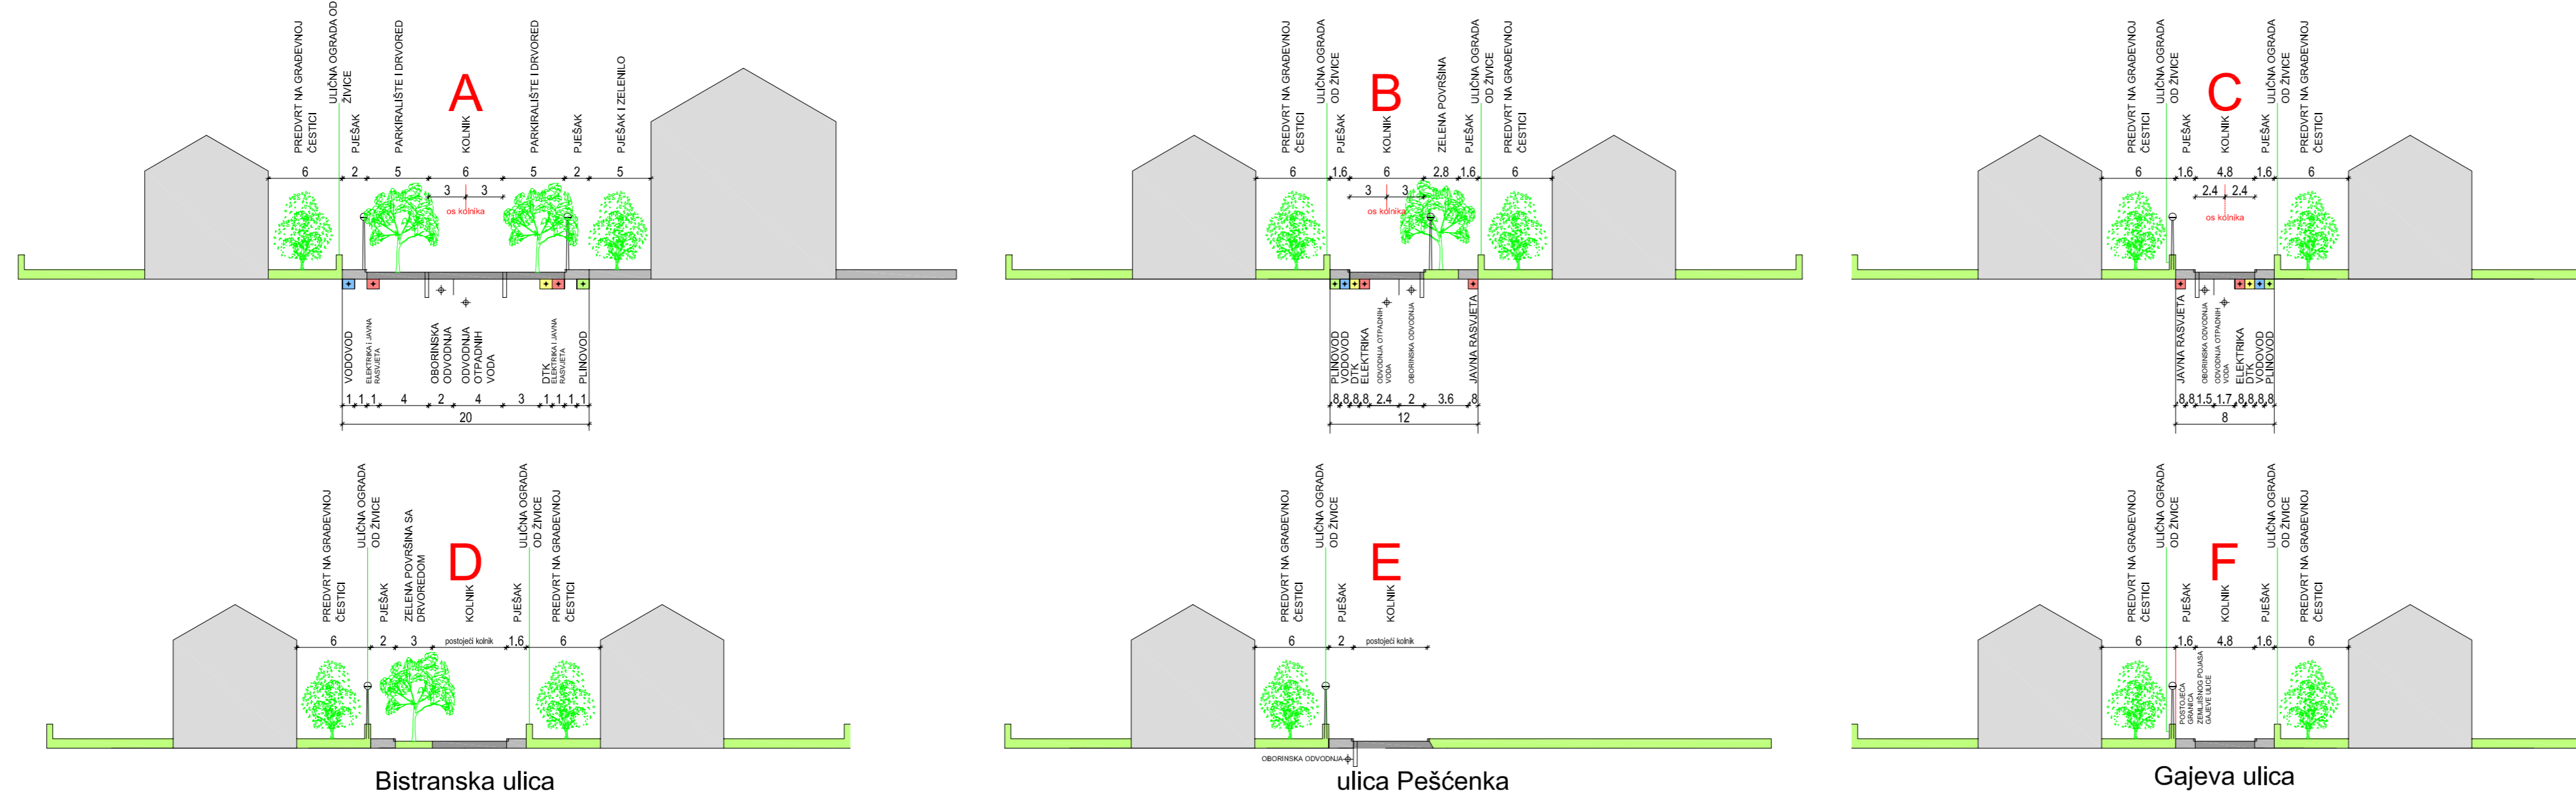 PREDVRT NA GRAĐEVNOJ
ČESTICI
ULIČNA OGRADA OD
ŽIVICE
PJEŠAK
PARKIRALIŠTE I DRVORED
A
KOLNIK
PARKIRALIŠTE I DRVORED
PJEŠAK
PJEŠAK I ZELENILO
6
2
5
6
5
2
5
3
3
os kolnika
VODOVOD
ELEKTRIKA i JAVNA
RASVJETA
OBORINSKA
ODVODNJA
ODVODNJA
OTPADNIH
VODA
DTK
ELEKTRIKA I JAVNA
RASVJETA
PLINOVOD
1
1
1
4
2
4
3
1
1
1
1
20
PREDVRT NA GRAĐEVNOJ
ČESTICI
ULIČNA OGRADA
OD ŽIVICE
PJEŠAK
B
KOLNIK
ZELENA POVRŠINA
PJEŠAK
ULIČNA OGRADA
OD ŽIVICE
PREDVRT NA GRAĐEVNOJ
ČESTICI
6
1.6
6
2.8
1.6
6
3
3
os kolnika
PLINOVOD
VODOVOD
DTK
ELEKTRIKA
ODVODNJA OTPADNIH
VODA
OBORINSKA ODVODNJA
JAVNA RASVJETA
8
8
8
8
2.4
2
3.6
8
12
PREDVRT NA GRAĐEVNOJ
ČESTICI
ULIČNA OGRADA
OD ŽIVICE
PJEŠAK
C
KOLNIK
PJEŠAK
ULIČNA OGRADA
OD ŽIVICE
PREDVRT NA GRAĐEVNOJ
ČESTICI
6
1.6
4.8
1.6
6
2.4
2.4
os kolnika
JAVNA RASVJETA
OBORINSKA ODVODNJA
ODVODNJA OTPADNIH
VODA
ELEKTRIKA
DTK
VODOVOD
PLINOVOD
8
8
1.5
1.7
8
8
8
8
8
PREDVRT NA GRAĐEVNOJ
ČESTICI
ULIČNA OGRADA
OD ŽIVICE
PJEŠAK
ZELENA POVRŠINA SA
DRVOREDOM
D
KOLNIK
PJEŠAK
ULIČNA OGRADA
OD ŽIVICE
PREDVRT NA GRAĐEVNOJ
ČESTICI
6
2
3
postojeći kolnik
1.6
6
Bistranska ulica
PREDVRT NA GRAĐEVNOJ
ČESTICI
ULIČNA OGRADA
OD ŽIVICE
PJEŠAK
E
KOLNIK
6
2
postojeći kolnik
OBORINSKA ODVODNJA
ulica Pešćenka
PREDVRT NA GRAĐEVNOJ
ČESTICI
ULIČNA OGRADA
OD ŽIVICE
PJEŠAK
F
KOLNIK
PJEŠAK
ULIČNA OGRADA
OD ŽIVICE
PREDVRT NA GRAĐEVNOJ
ČESTICI
6
1.6
4.8
1.6
6
POSTOJEĆA
GRANICA
ZEMLJIŠNOG POJASA
GAJEVE ULICE
Gajeva ulica